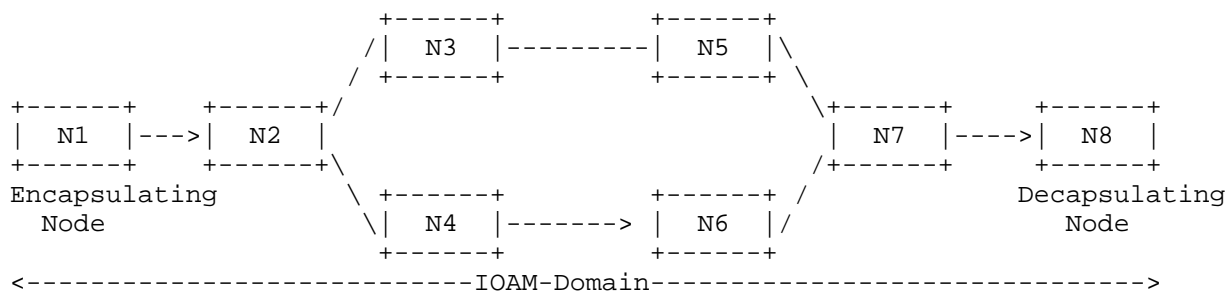 N3 N5
N1 N2 N7 N8
Encapsulating Decapsulating
Node N4 N6 Node
IOAM-Domain